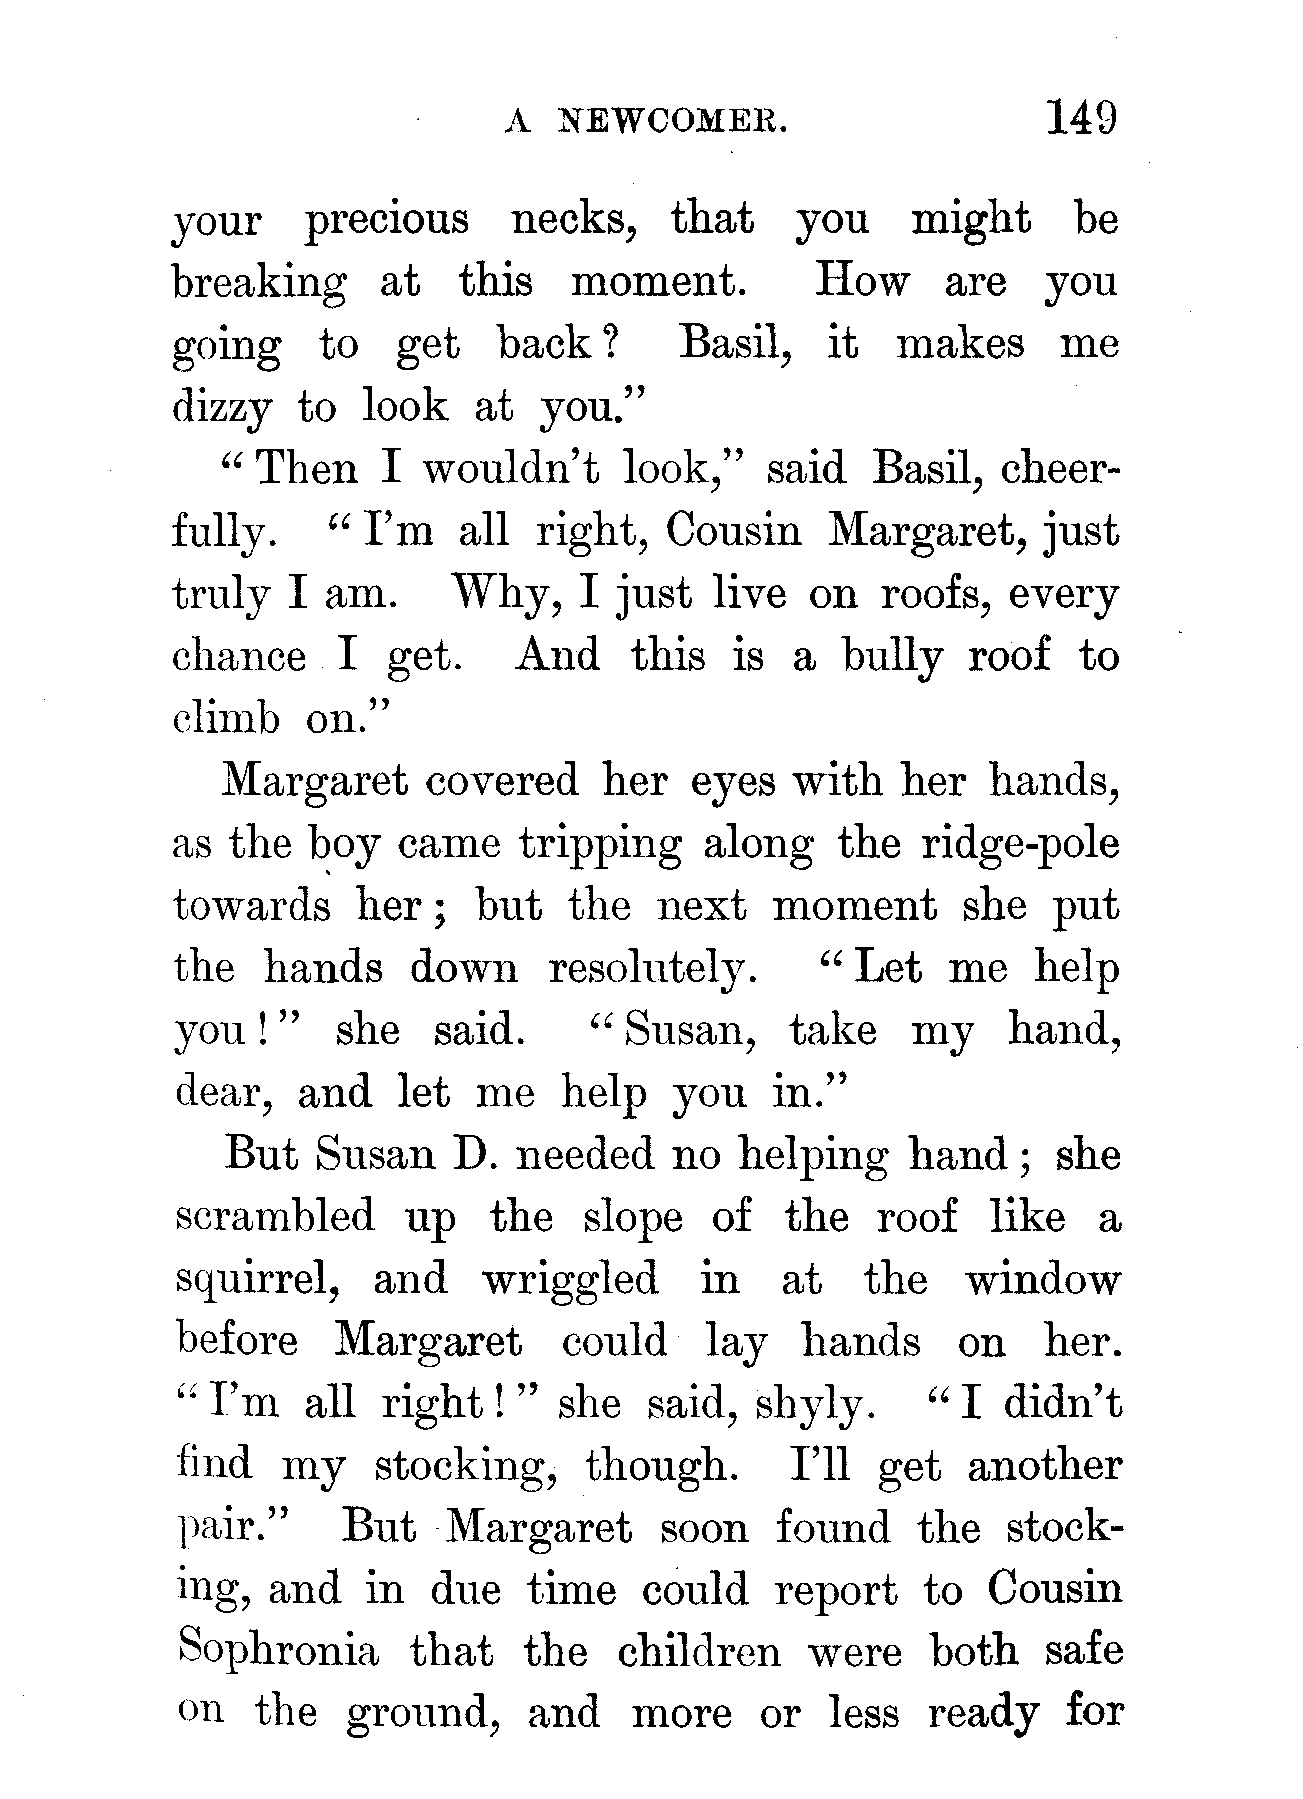 A NEWCOMER. 149
your precious necks, that you might be
breaking at this moment. How are you
going to get back? Basil, it makes me
dizzy to look at you."
"Then I wouldn't look," said Basil, cheer-
fully. "I'm all right, Cousin Margaret, just
truly I am. Why, I just live on roofs, every
chance I get. And this is a bully roof to
climb on."
Margaret covered her eyes with her hands,
as the boy came tripping along the ridge-pole
towards her; but the next moment she put
the hands down resolutely. "Let me help
you!" she said. "Susan, take my hand,
dear, and let me help you in."
But Susan D. needed no helping hand; she
scrambled up the slope of the roof like a
squirrel, and wriggled in at the window
before Margaret could lay hands on her.
"I'm all right!" she said, shyly. "I didn't
find my stocking, though. I'll get another
pair." But Margaret soon found the stock-
ing, and in due time could report to Cousin
Sophronia that the children were both safe
on the ground, and more or less ready for